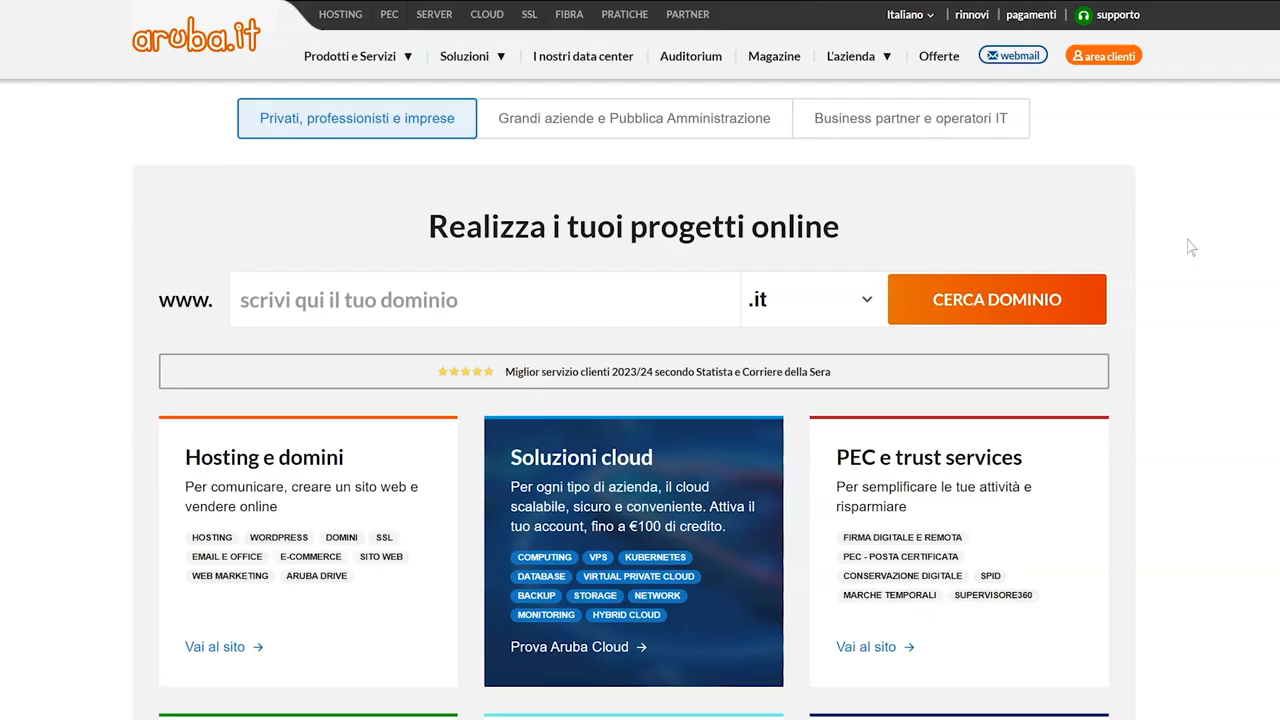 aruba.it
HOSTING PEC SERVER CLOUD SSL FIBRA PRATICHE PARTNER
Italiano rinnovi pagamenti supporto
Prodotti e Servizi Soluzioni I nostri data center Auditorium Magazine L'azienda Offerte webmail area clienti
Privati, professionisti e imprese Grandi aziende e Pubblica Amministrazione Business partner e operatori IT
Realizza i tuoi progetti online
www. scrivi qui il tuo dominio .it CERCA DOMINIO
Miglior servizio clienti 2023/24 secondo Statista e Corriere della Sera
Hosting e domini
Per comunicare, creare un sito web e
vendere online
HOSTING WORDPRESS DOMINI SSL
EMAIL E OFFICE E-COMMERCE SITO WEB
WEB MARKETING ARUBA DRIVE
Vai al sito →
Soluzioni cloud
Per ogni tipo di azienda, il cloud
scalabile, sicuro e conveniente. Attiva il
tuo account, fino a €100 di credito.
COMPUTING VPS KUBERNETES
DATABASE VIRTUAL PRIVATE CLOUD
BACKUP STORAGE NETWORK
MONITORING HYBRID CLOUD
Prova Aruba Cloud →
PEC e trust services
Per semplificare le tue attività e
risparmiare
FIRMA DIGITALE E REMOTA
PEC - POSTA CERTIFICATA
CONSERVAZIONE DIGITALE SPID
MARCHE TEMPORALI SUPERVISORE360
Vai al sito →